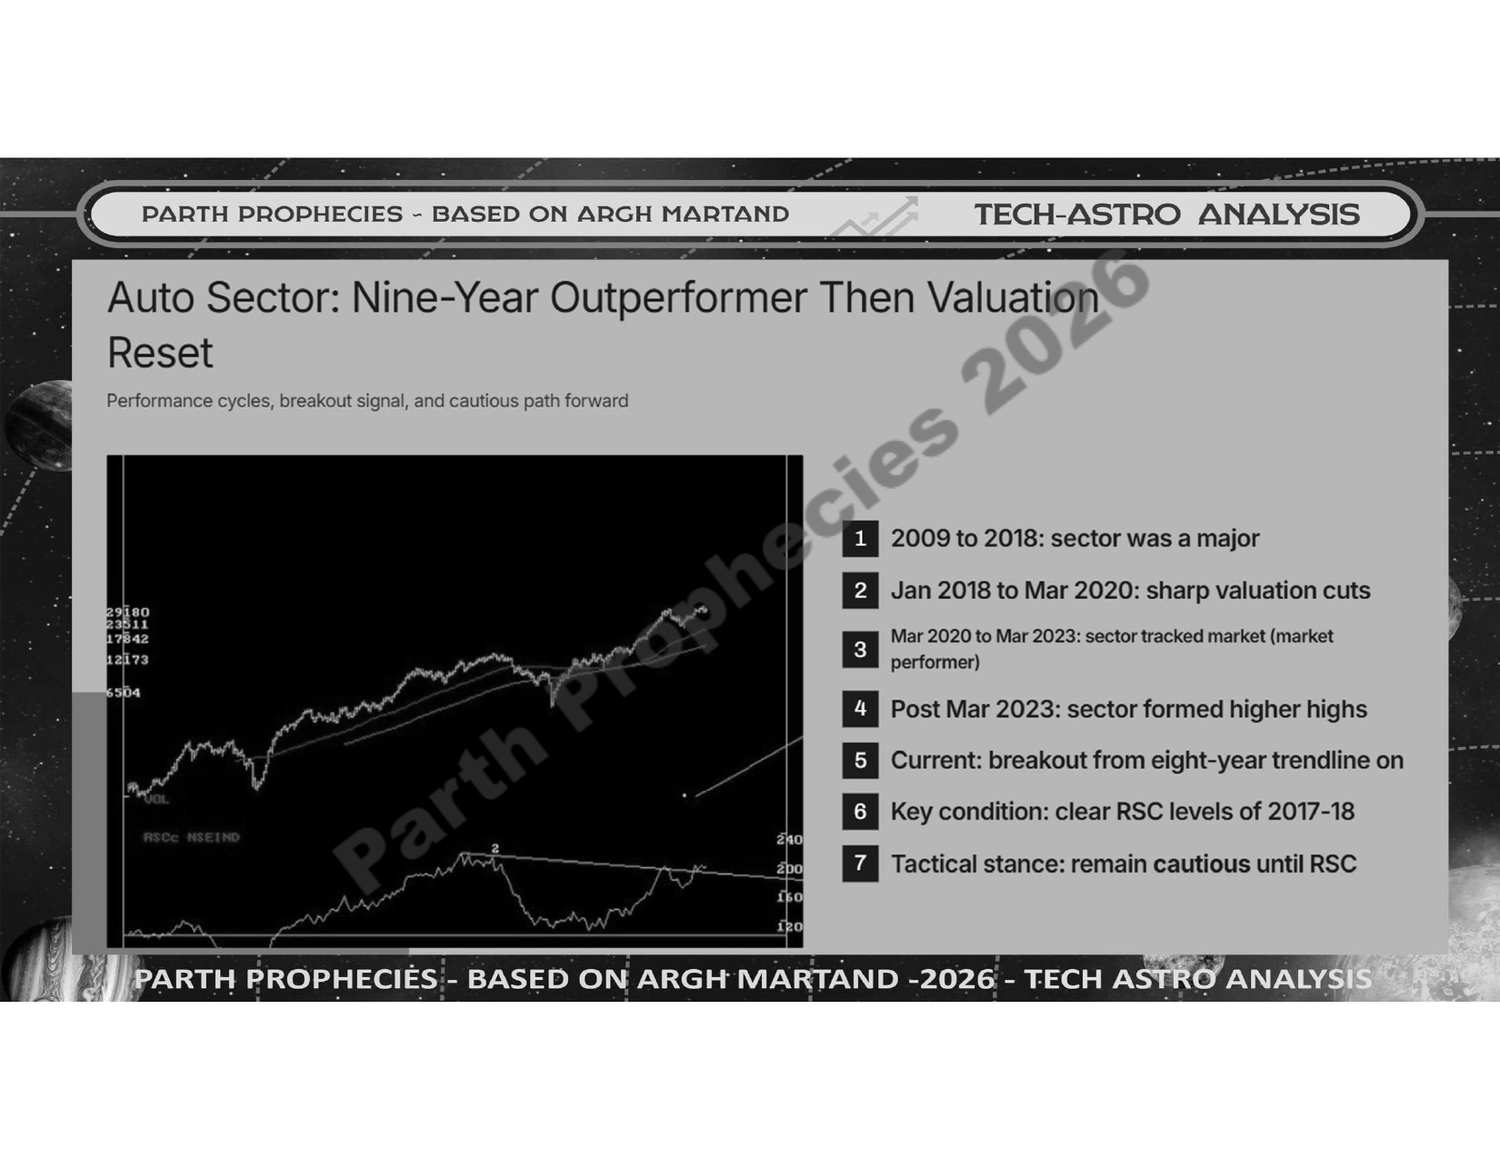 PARTH PROPHECIES ~ BASED ON ARGH MARTAND
TECH-ASTRO ANALYSIS
Auto Sector: Nine-Year Outperformer Then Valuation
Reset
Performance cycles, breakout signal, and cautious path forward
29180
23511
17842
12173
6504
VOL
RSCc NSEIND
2
240
200
160
120
1 2009 to 2018: sector was a major
2 Jan 2018 to Mar 2020: sharp valuation cuts
3 Mar 2020 to Mar 2023: sector tracked market (market
performer)
4 Post Mar 2023: sector formed higher highs
5 Current: breakout from eight-year trendline on
6 Key condition: clear RSC levels of 2017-18
7 Tactical stance: remain cautious until RSC
Parth Prophecies 2026
PARTH PROPHECIES - BASED ON ARGH MARTAND -2026 - TECH ASTRO ANALYSIS